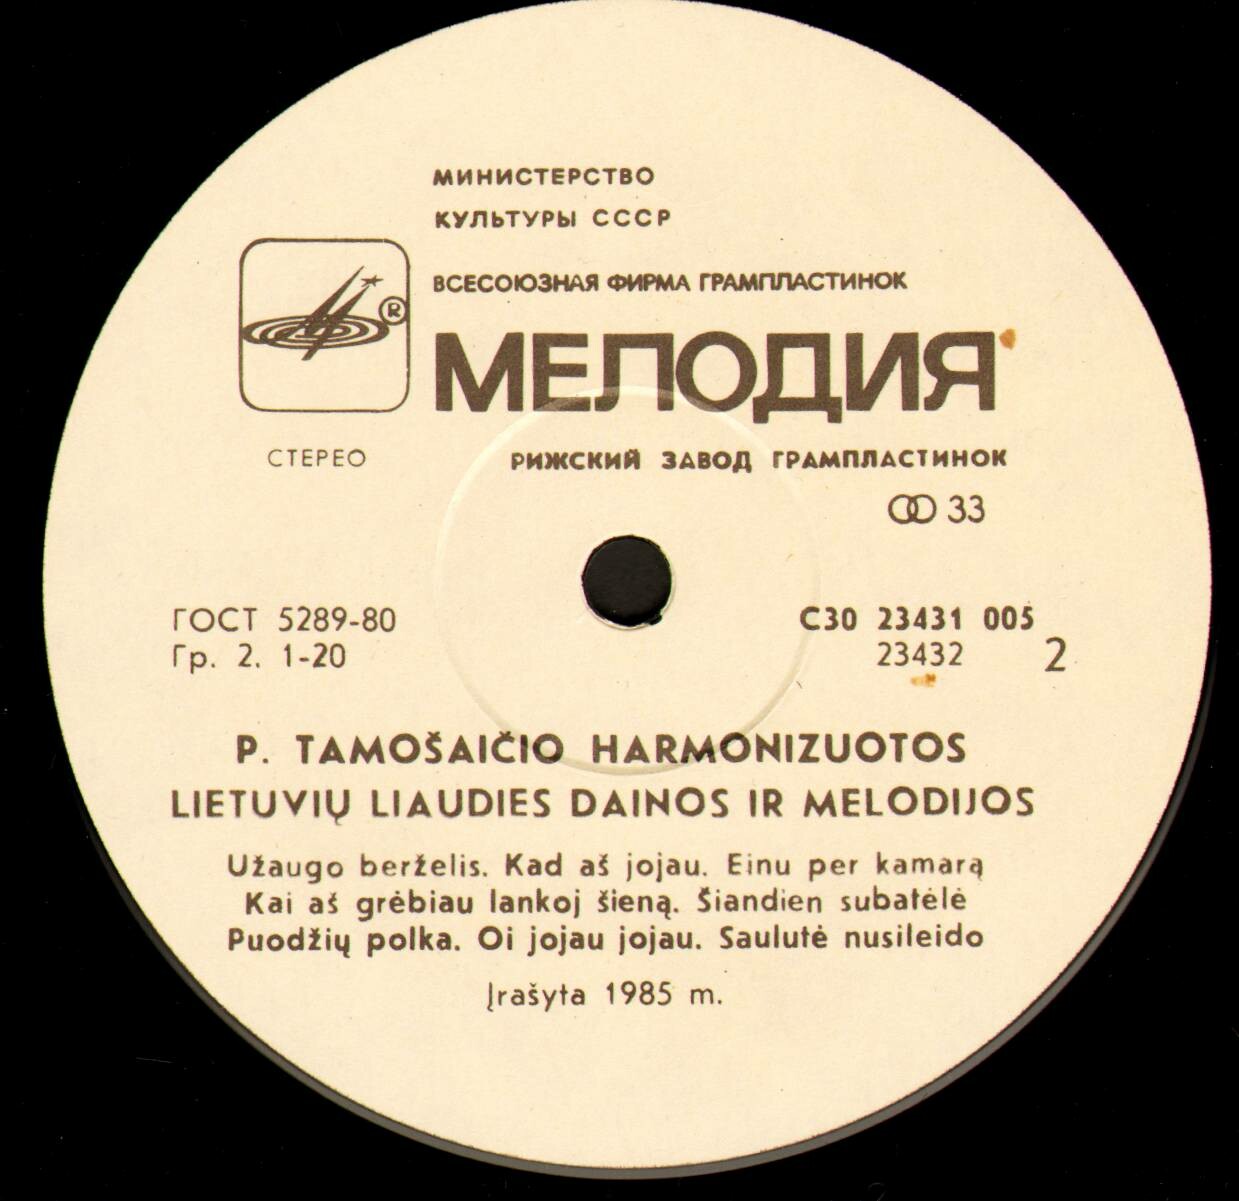 МИНИСТЕРСТВО
КУЛЬТУРЫ СССР
ВСЕСОЮЗНАЯ ФИРМА ГРАМПЛАСТИНОК
®
МЕЛОДИЯ
СТЕРЕО
РИЖСКИЙ ЗАВОД ГРАМПЛАСТИНОК
33
ГОСТ 5289-80
Гр. 2. 1-20
С30 23431 005
23432 2
P. TAMOŠAIČIO HARMONIZUOTOS
LIETUVIŲ LIAUDIES DAINOS IR MELODIJOS
Užaugo berželis. Kad aš jojau. Einu per kamarą
Kai aš grėbiau lankoj šieną. Šiandien subatėlė
Puodžių polka. Oi jojau jojau. Saulutė nusileido
Įrašyta 1985 m.